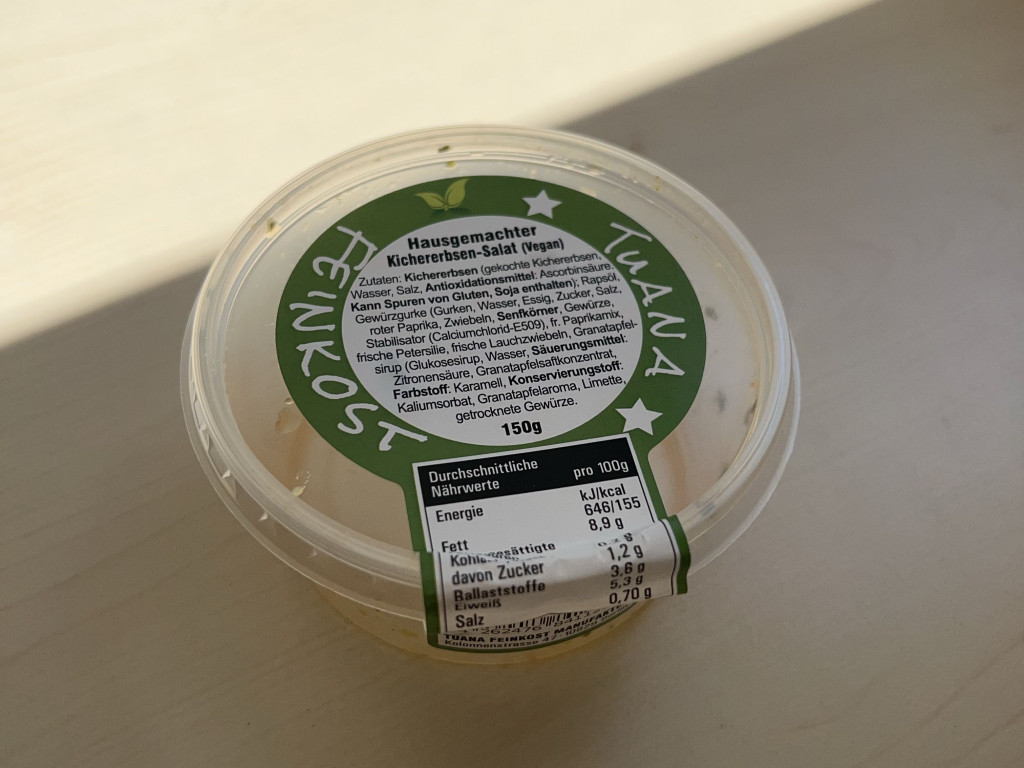 FEINKOST
TUANA
Hausgemachter
Kichererbsen-Salat (Vegan)
Zutaten: Kichererbsen (gekochte Kichererbsen,
Wasser, Salz, Antioxidationsmittel: Ascorbinsäure.
Kann Spuren von Gluten, Soja enthalten), Rapsöl,
Gewürzgurke (Gurken, Wasser, Essig, Zucker, Salz,
roter Paprika, Zwiebeln, Senfkörner, Gewürze,
Stabilisator (Calciumchlorid-E509), fr. Paprikamix,
frische Petersilie, frische Lauchzwiebeln, Granatapfel-
sirup (Glukosesirup, Wasser, Säuerungsmittel:
Zitronensäure, Granatapfelsaftkonzentrat,
Farbstoff: Karamell, Konservierungstoff:
Kaliumsorbat, Granatapfelaroma, Limette,
getrocknete Gewürze.
150g
Durchschnittliche
Nährwerte pro 100g
kJ/kcal
Energie 646/155
Fett 8,9 g
davon Zucker 1,2 g
Ballaststoffe 3,6 g
Eiweiß 5,3 g
Salz 0,70 g
262476
TUANA FEINKOST
Kolonnenstrasse 47